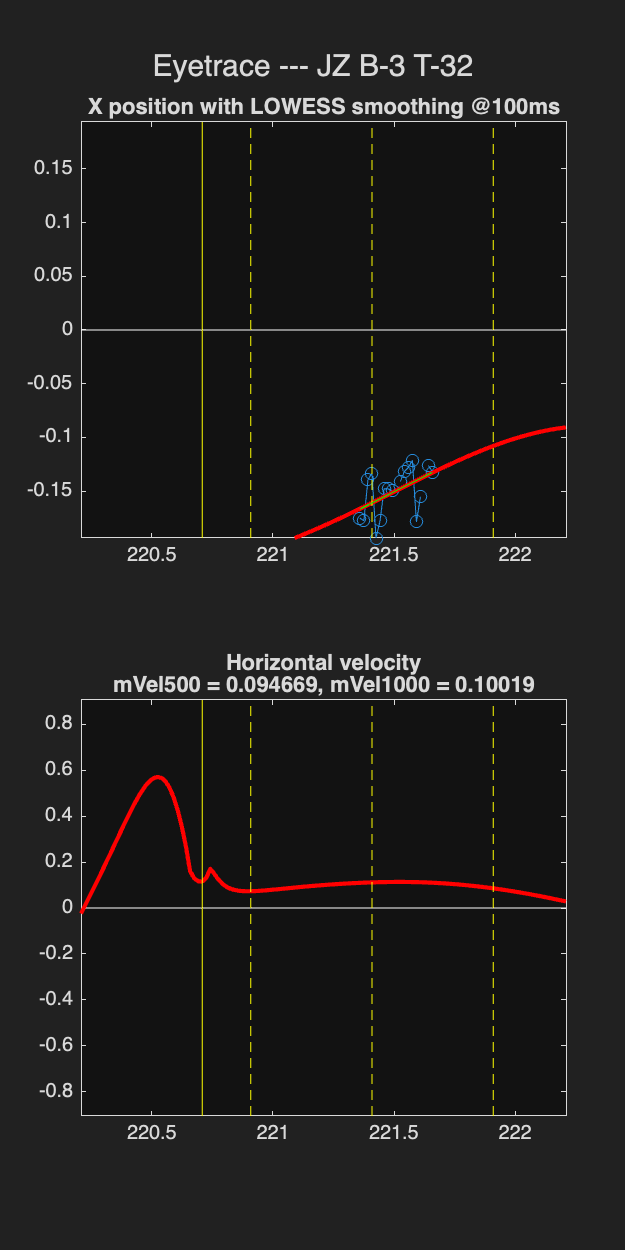 Eyetrace --- JZ B-3 T-32
X position with LOWESS smoothing @100ms
0.15
0.1
0.05
0
-0.05
-0.1
-0.15
220.5 221 221.5 222
Horizontal velocity
mVel500 = 0.094669, mVel1000 = 0.10019
0.8
0.6
0.4
0.2
0
-0.2
-0.4
-0.6
-0.8
220.5 221 221.5 222